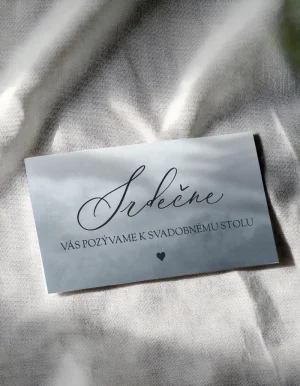 Srdečne
VÁS POZÝVAME K SVADOBNÉMU STOLU